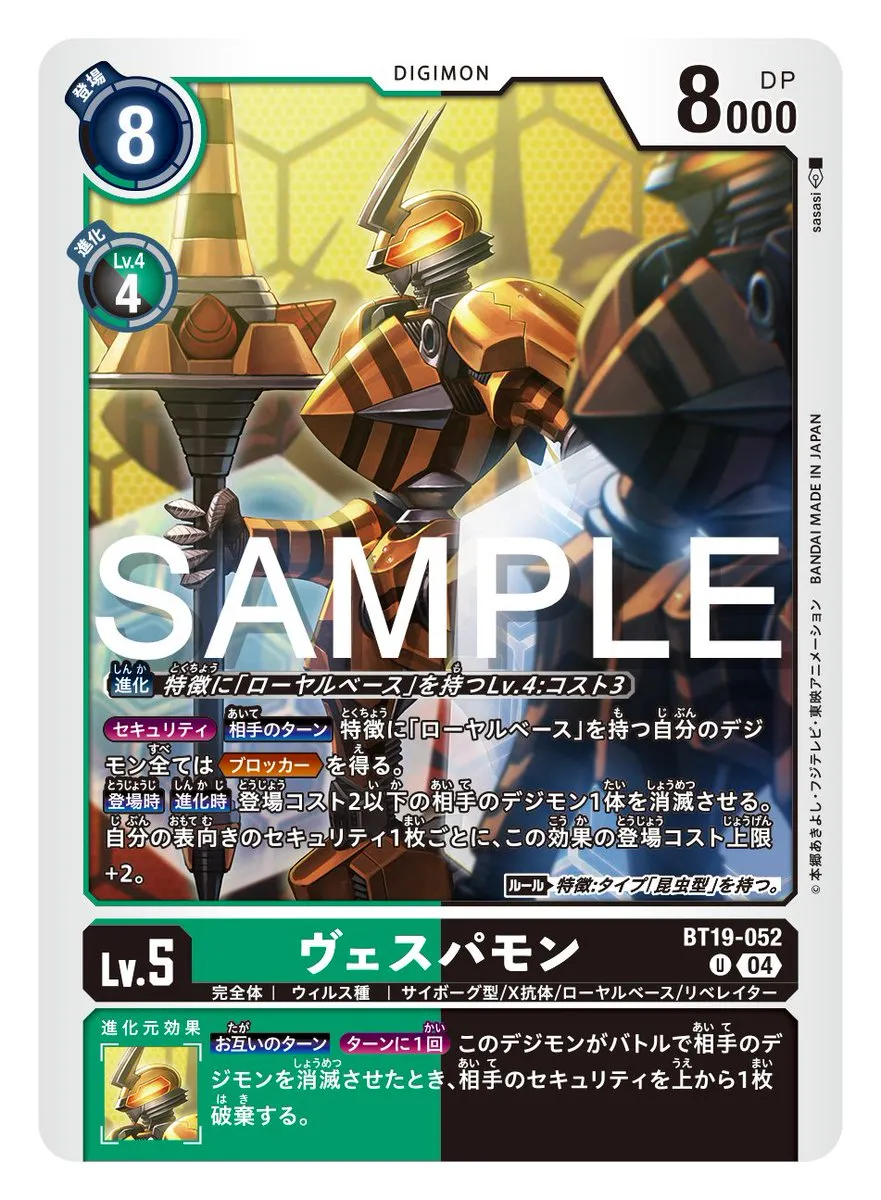 DIGIMON
登場
8
DP
8000
進化
Lv.4
4
sasasi
SAMPLE
進化 特徴に「ローヤルベース」を持つLv.4:コスト3
セキュリティ 相手のターン 特徴に「ローヤルベース」を持つ自分のデジ
モン全ては ブロッカー を得る。
登場時 進化時 登場コスト2以下の相手のデジモン1体を消滅させる。
自分の表向きのセキュリティ1枚ごとに、この効果の登場コスト上限
+2。
ルール 特徴:タイプ「昆虫型」を持つ。
©本郷あきよし・フジテレビ・東映アニメーション BANDAI MADE IN JAPAN
Lv.5
ヴェスパモン
BT19-052
U 04
完全体 | ウィルス種 | サイボーグ型/X抗体/ローヤルベース/リベレイター
進化元効果
お互いのターン ターンに1回 このデジモンがバトルで相手のデ
ジモンを消滅させたとき、相手のセキュリティを上から1枚
破棄する。